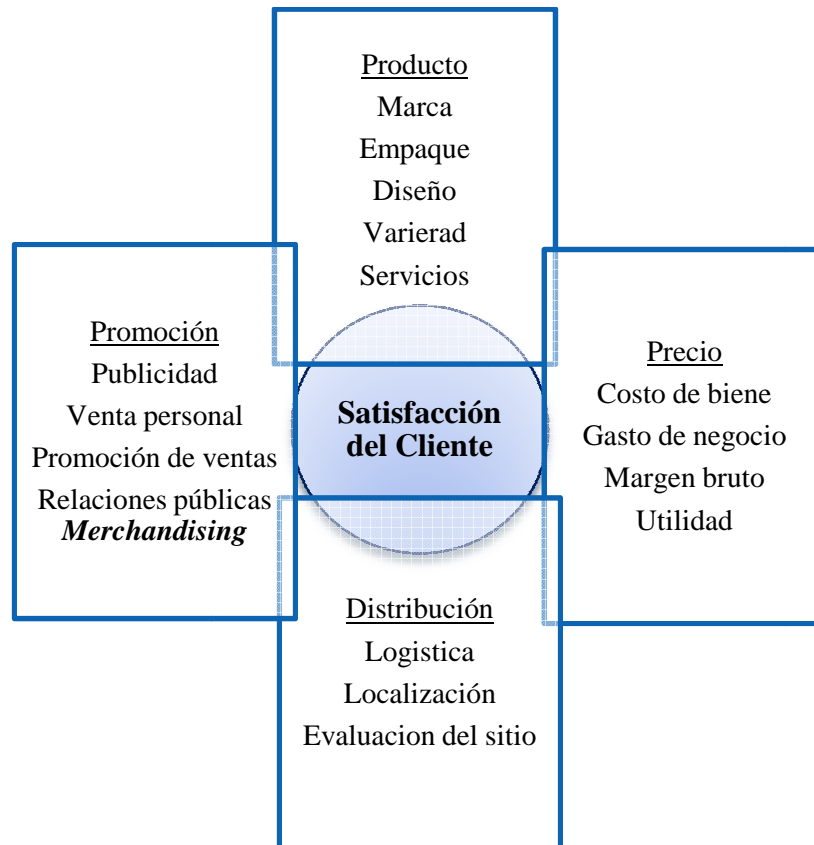 Producto
Marca
Empaque
Diseño
Varierad
Servicios
Promoción
Publicidad
Venta personal
Promoción de ventas
Relaciones públicas
Merchandising
Satisfacción
del Cliente
Precio
Costo de biene
Gasto de negocio
Margen bruto
Utilidad
Distribución
Logistica
Localización
Evaluacion del sitio